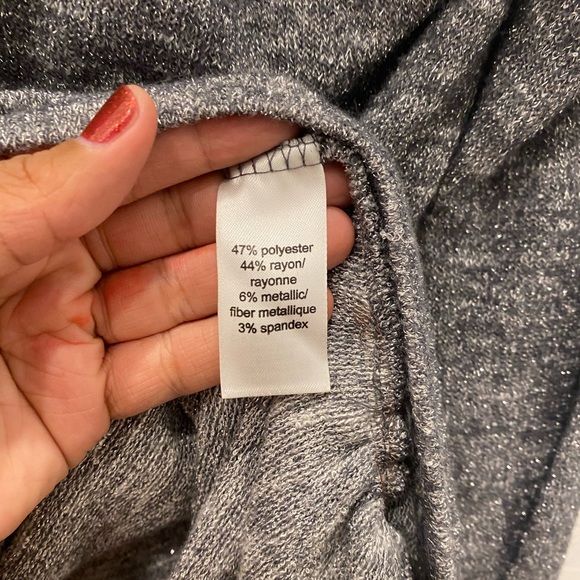 47% polyester
44% rayon/
rayonne
6% metallic/
fiber metallique
3% spandex